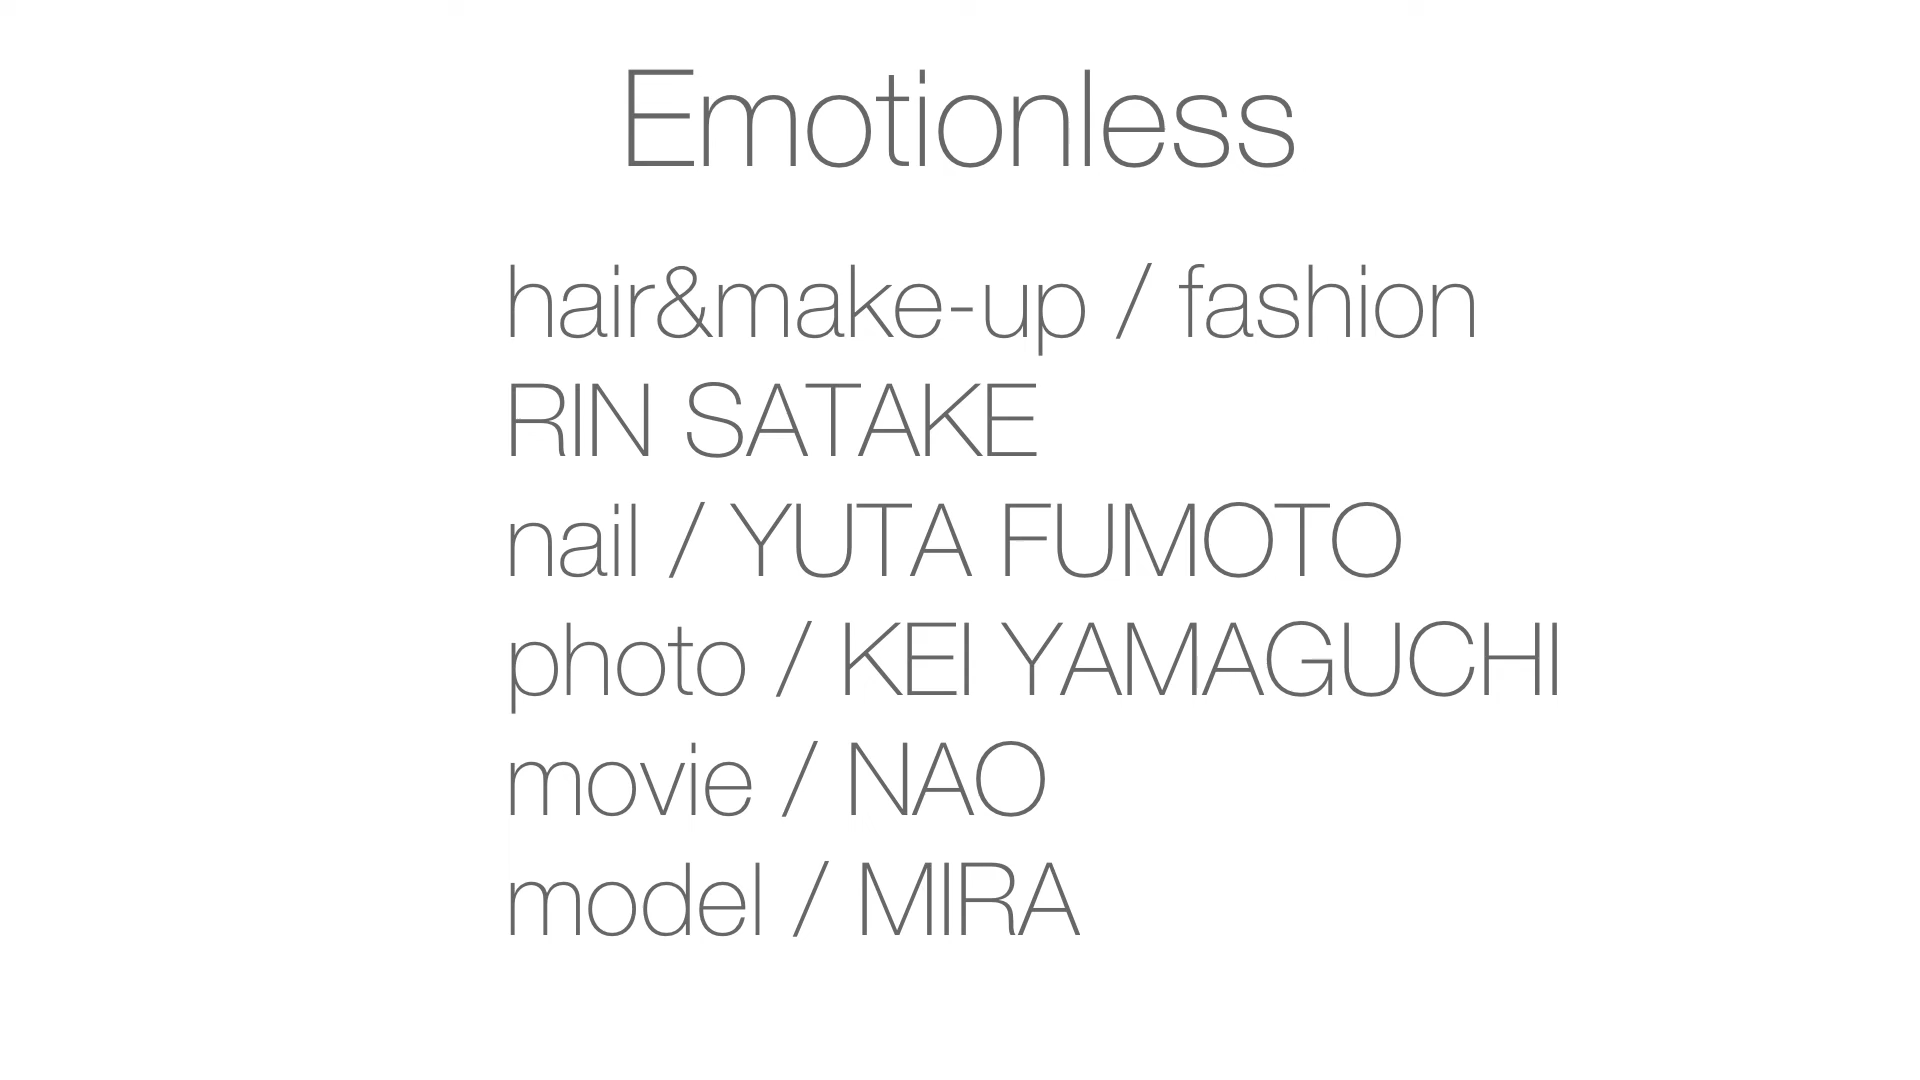 Emotionless
hair&make-up / fashion
RIN SATAKE
nail / YUTA FUMOTO
photo / KEI YAMAGUCHI
movie / NAO
model / MIRA